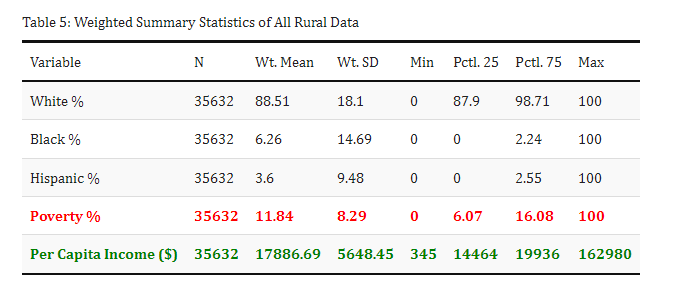 Table 5: Weighted Summary Statistics of All Rural Data
Variable N Wt. Mean Wt. SD Min Pctl. 25 Pctl. 75 Max
White % 35632 88.51 18.1 0 87.9 98.71 100
Black % 35632 6.26 14.69 0 0 2.24 100
Hispanic % 35632 3.6 9.48 0 0 2.55 100
Poverty % 35632 11.84 8.29 0 6.07 16.08 100
Per Capita Income ($) 35632 17886.69 5648.45 345 14464 19936 162980